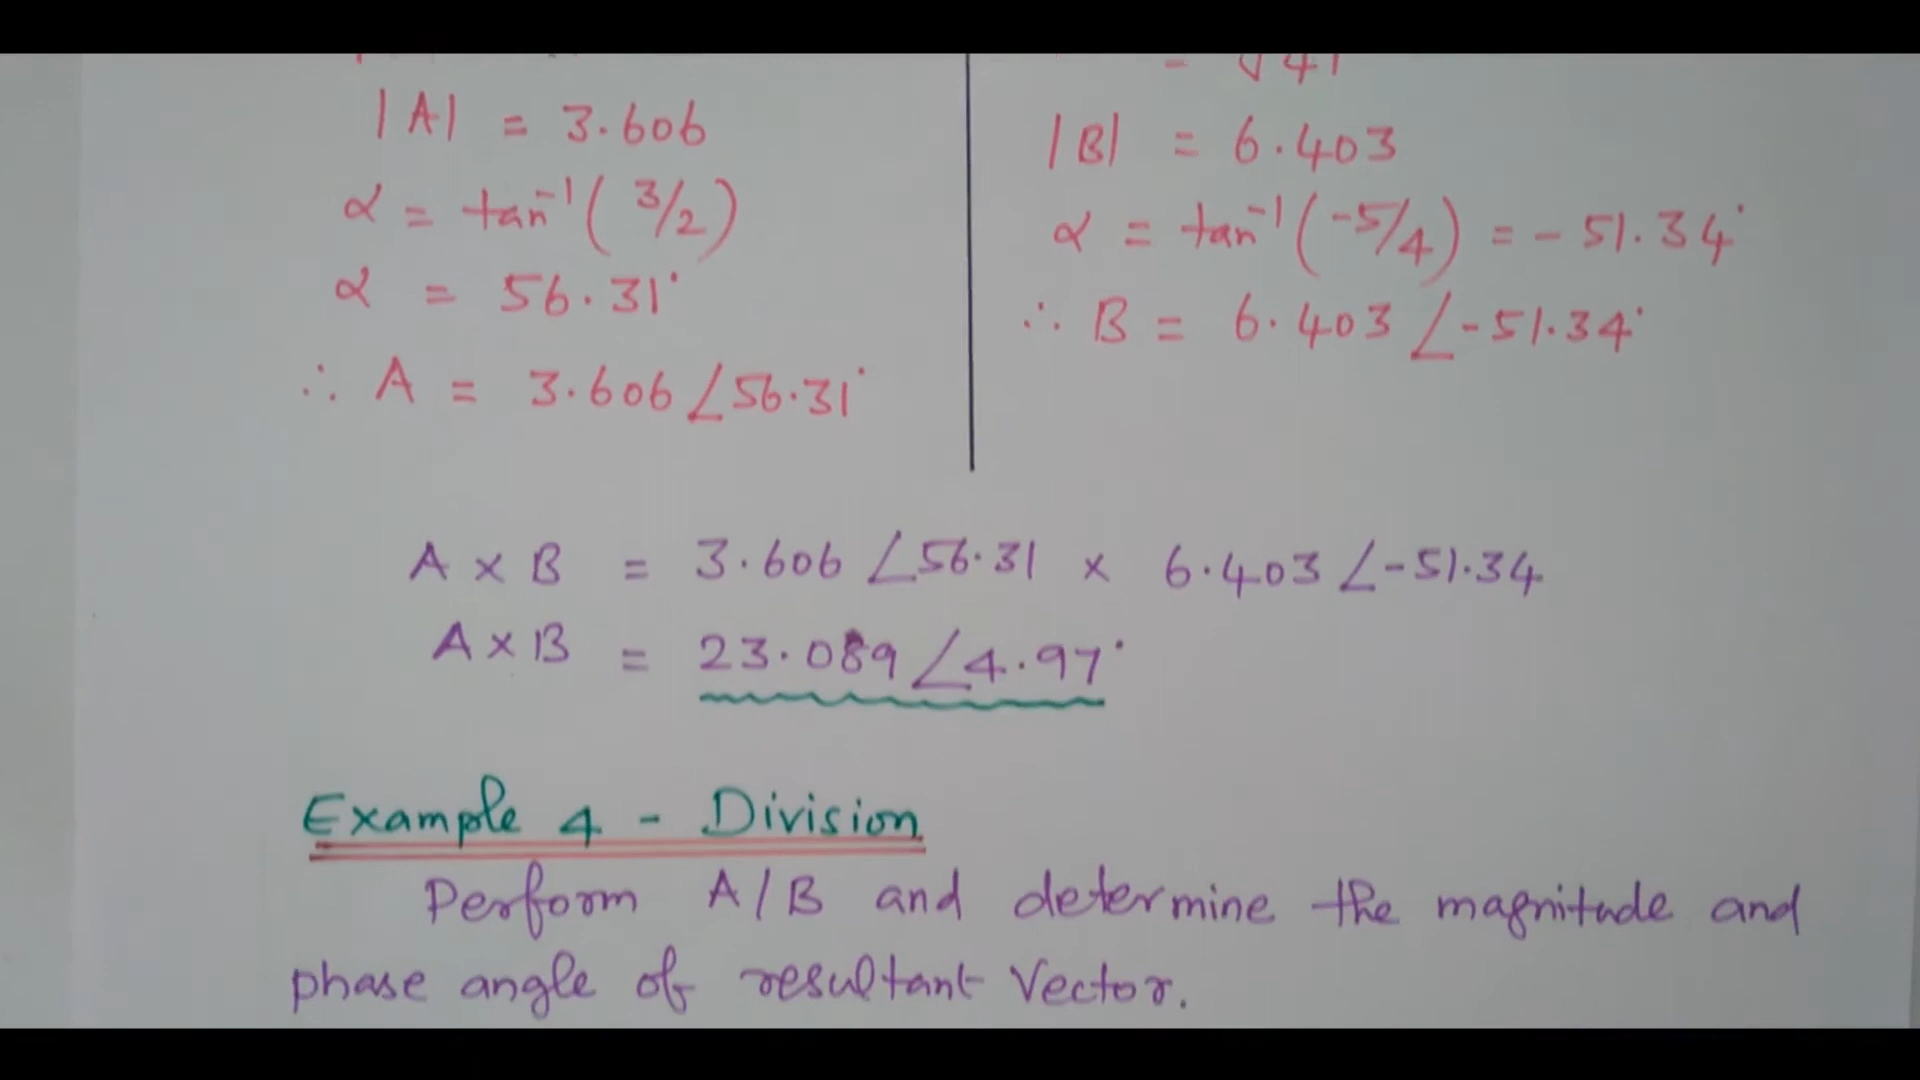 = √41
|A| = 3.606
α = tan⁻¹(3/2)
α = 56.31°
∴ A = 3.606∠56.31°
|B| = 6.403
α = tan⁻¹(-5/4) = -51.34°
∴ B = 6.403∠-51.34°
A × B = 3.606∠56.31 × 6.403∠-51.34
A × B = 23.089∠4.97°
Example 4 - Division
Perform A/B and determine the magnitude and
phase angle of resultant Vector.